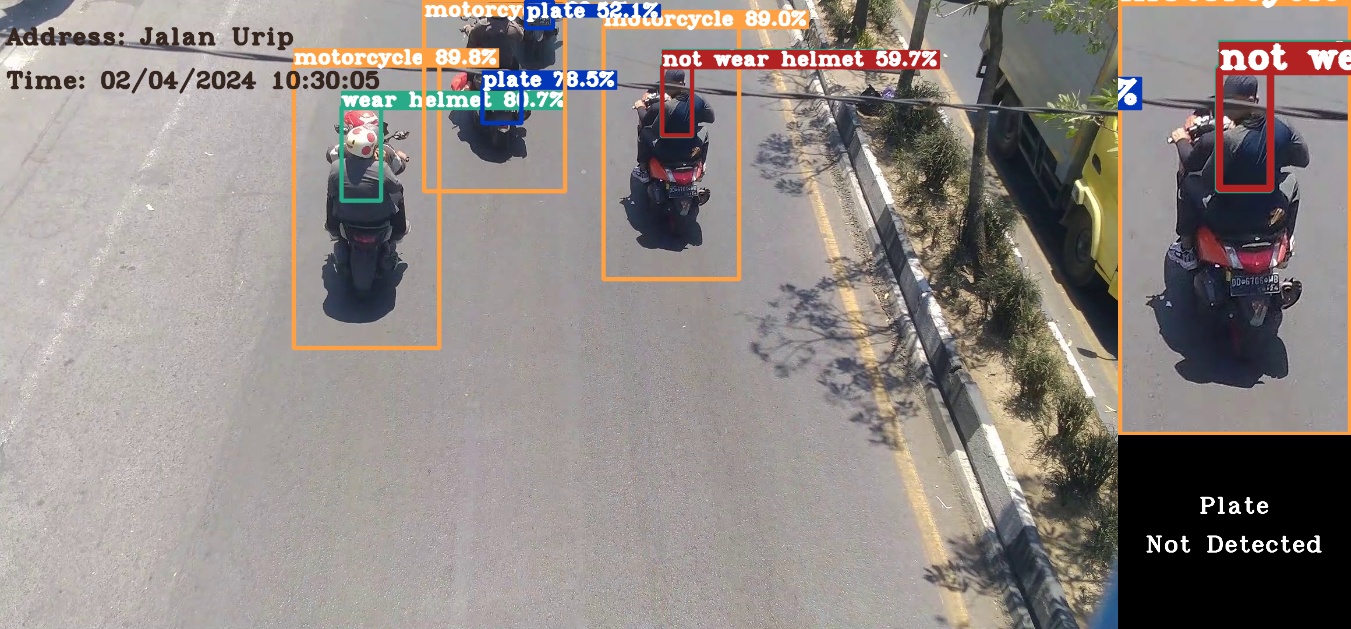 Address: Jalan Urip
Time: 02/04/2024 10:30:05
motorcycle 89.8%
wear helmet 80.7%
plate 52.1%
plate 78.5%
motorcycle 89.0%
not wear helmet 59.7%
not we
%
Plate
Not Detected